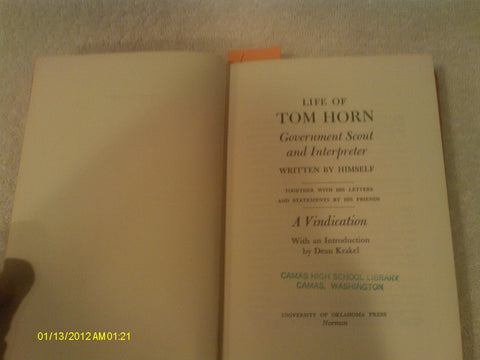 LIFE OF
TOM HORN
Government Scout
and Interpreter
WRITTEN BY HIMSELF
TOGETHER WITH HIS LETTERS
AND STATEMENTS BY HIS FRIENDS
A Vindication
With an Introduction
by Dean Krakel
CAMAS HIGH SCHOOL LIBRARY
CAMAS, WASHINGTON
UNIVERSITY OF OKLAHOMA PRESS
Norman
01/13/2012 AM 01:21